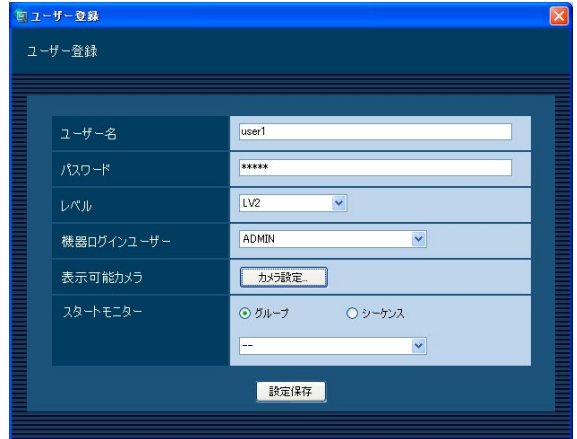 ユーザー登録
ユーザー登録
ユーザー名 user1
パスワード *****
レベル LV2
機器ログインユーザー ADMIN
表示可能カメラ カメラ設定...
スタートモニター グループ シーケンス
--
設定保存